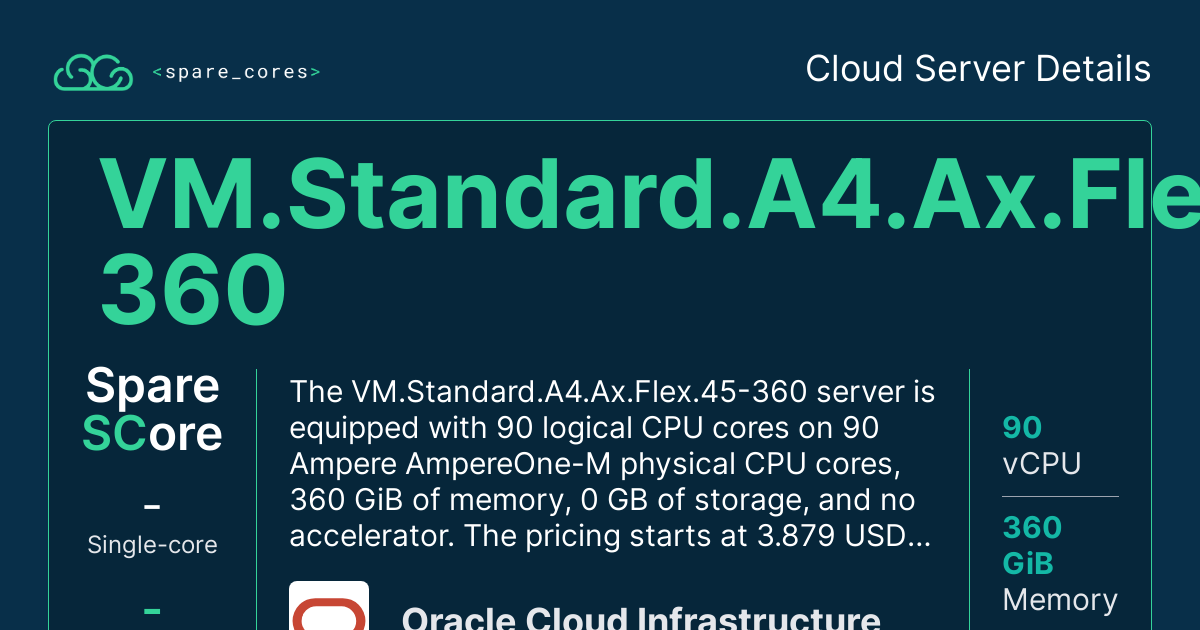 <spare_cores>
Cloud Server Details
VM.Standard.A4.Ax.Fle
360
Spare
SCore
–
Single-core
–
The VM.Standard.A4.Ax.Flex.45-360 server is
equipped with 90 logical CPU cores on 90
Ampere AmpereOne-M physical CPU cores,
360 GiB of memory, 0 GB of storage, and no
accelerator. The pricing starts at 3.879 USD...
Oracle Cloud Infrastructure
90
vCPU
360
GiB
Memory